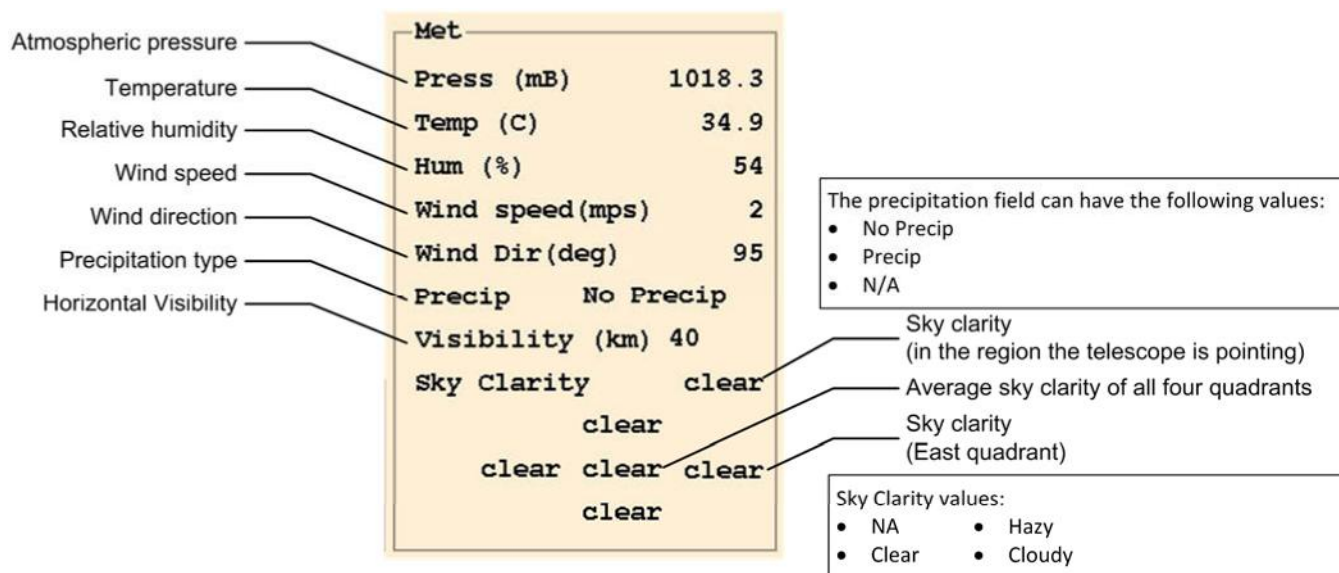 Atmospheric pressure
Temperature
Relative humidity
Wind speed
Wind direction
Precipitation type
Horizontal Visibility
Met
Press (mB) 1018.3
Temp (C) 34.9
Hum (%) 54
Wind speed(mps) 2
Wind Dir(deg) 95
Precip No Precip
Visibility (km) 40
Sky Clarity clear
clear
clear clear clear
clear
The precipitation field can have the following values:
• No Precip
• Precip
• N/A
Sky clarity
(in the region the telescope is pointing)
Average sky clarity of all four quadrants
Sky clarity
(East quadrant)
Sky Clarity values:
• NA • Hazy
• Clear • Cloudy